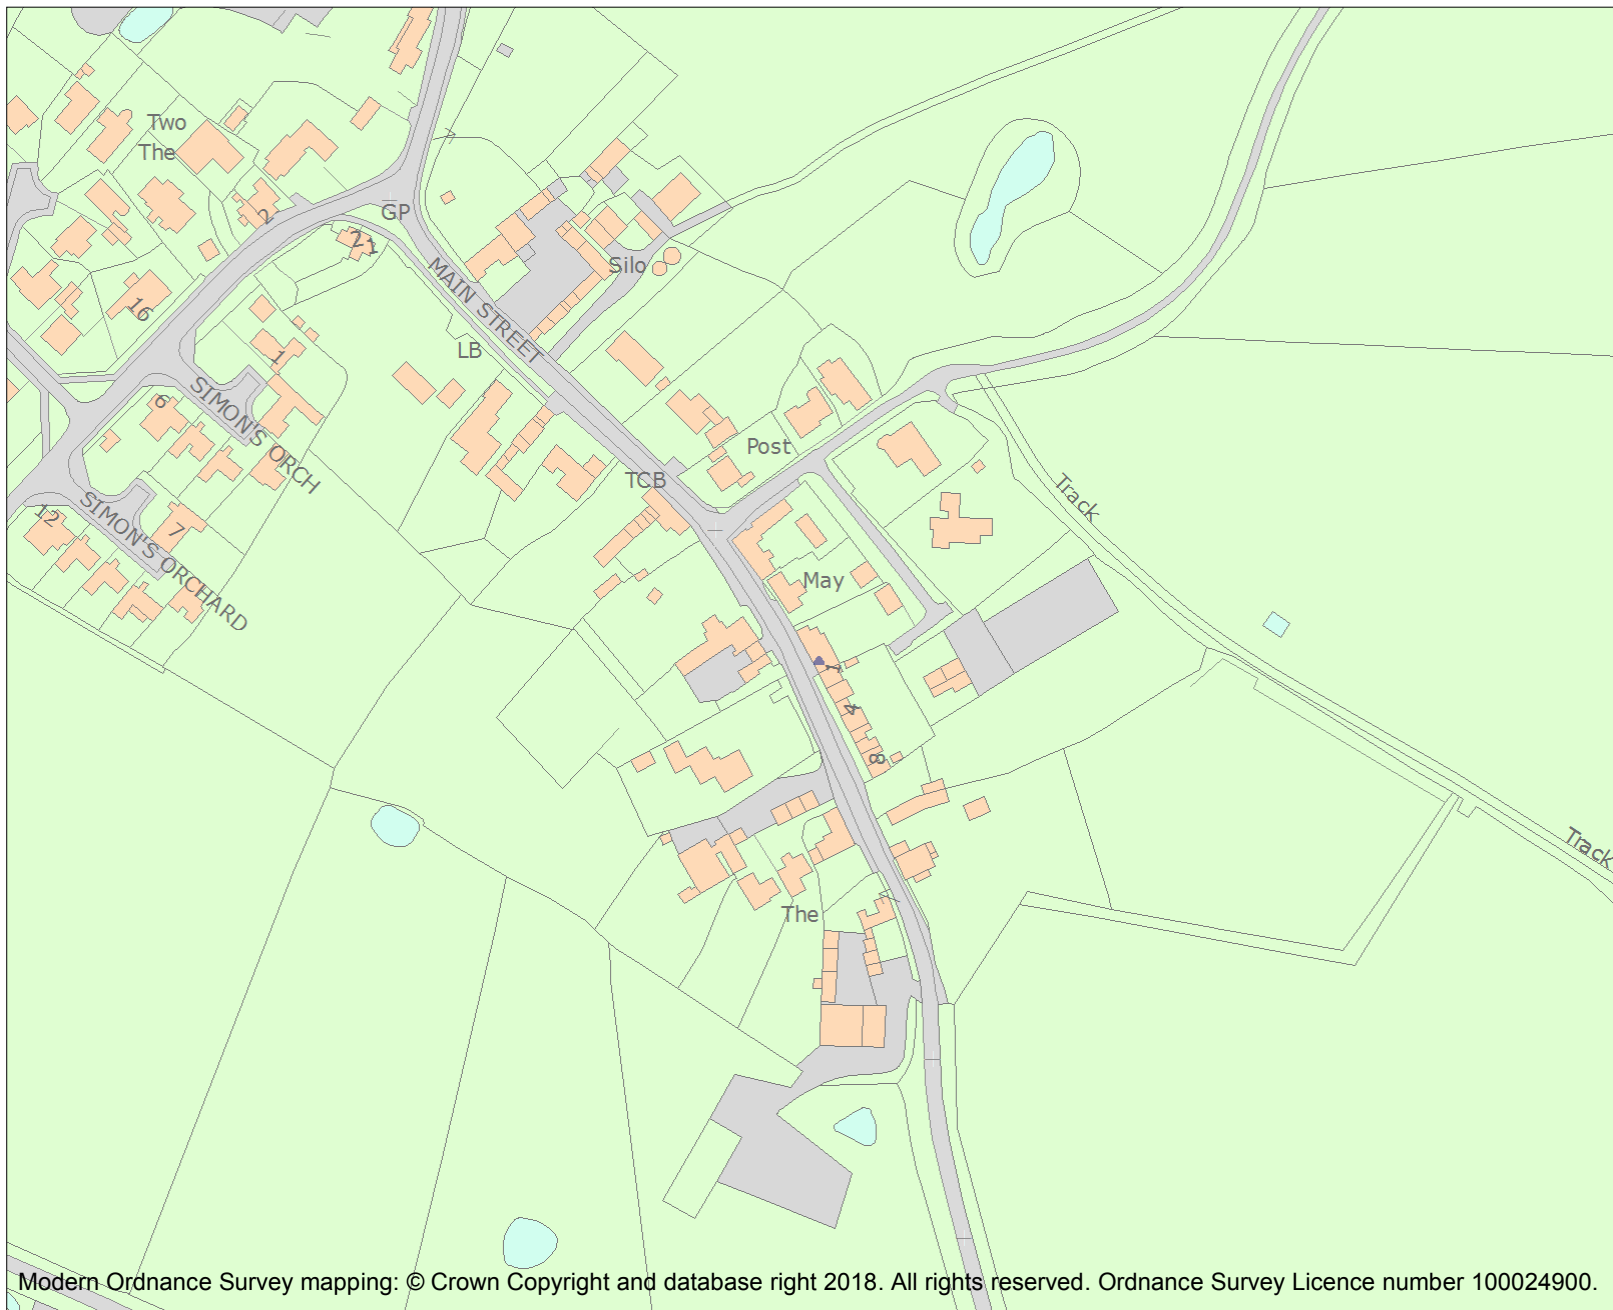 Two
The
2
GP
21
MAIN STREET
Silo
16
LB
1
SIMON'S ORCH
6
Post
TCB
Track
SIMON'S ORCHARD
12
7
May
1
4
8
Track
The
Modern Ordnance Survey mapping: © Crown Copyright and database right 2018. All rights reserved. Ordnance Survey Licence number 100024900.